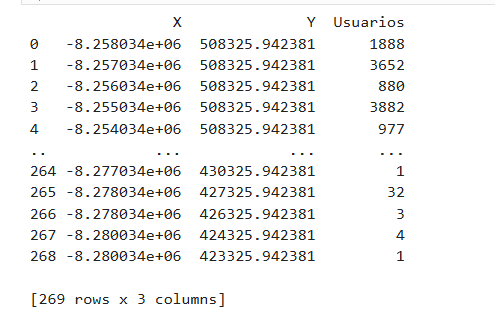 X Y Usuarios
0 -8.258034e+06 508325.942381 1888
1 -8.257034e+06 508325.942381 3652
2 -8.256034e+06 508325.942381 880
3 -8.255034e+06 508325.942381 3882
4 -8.254034e+06 508325.942381 977
.. ... ... ...
264 -8.277034e+06 430325.942381 1
265 -8.278034e+06 427325.942381 32
266 -8.278034e+06 426325.942381 3
267 -8.280034e+06 424325.942381 4
268 -8.280034e+06 423325.942381 1
[269 rows x 3 columns]